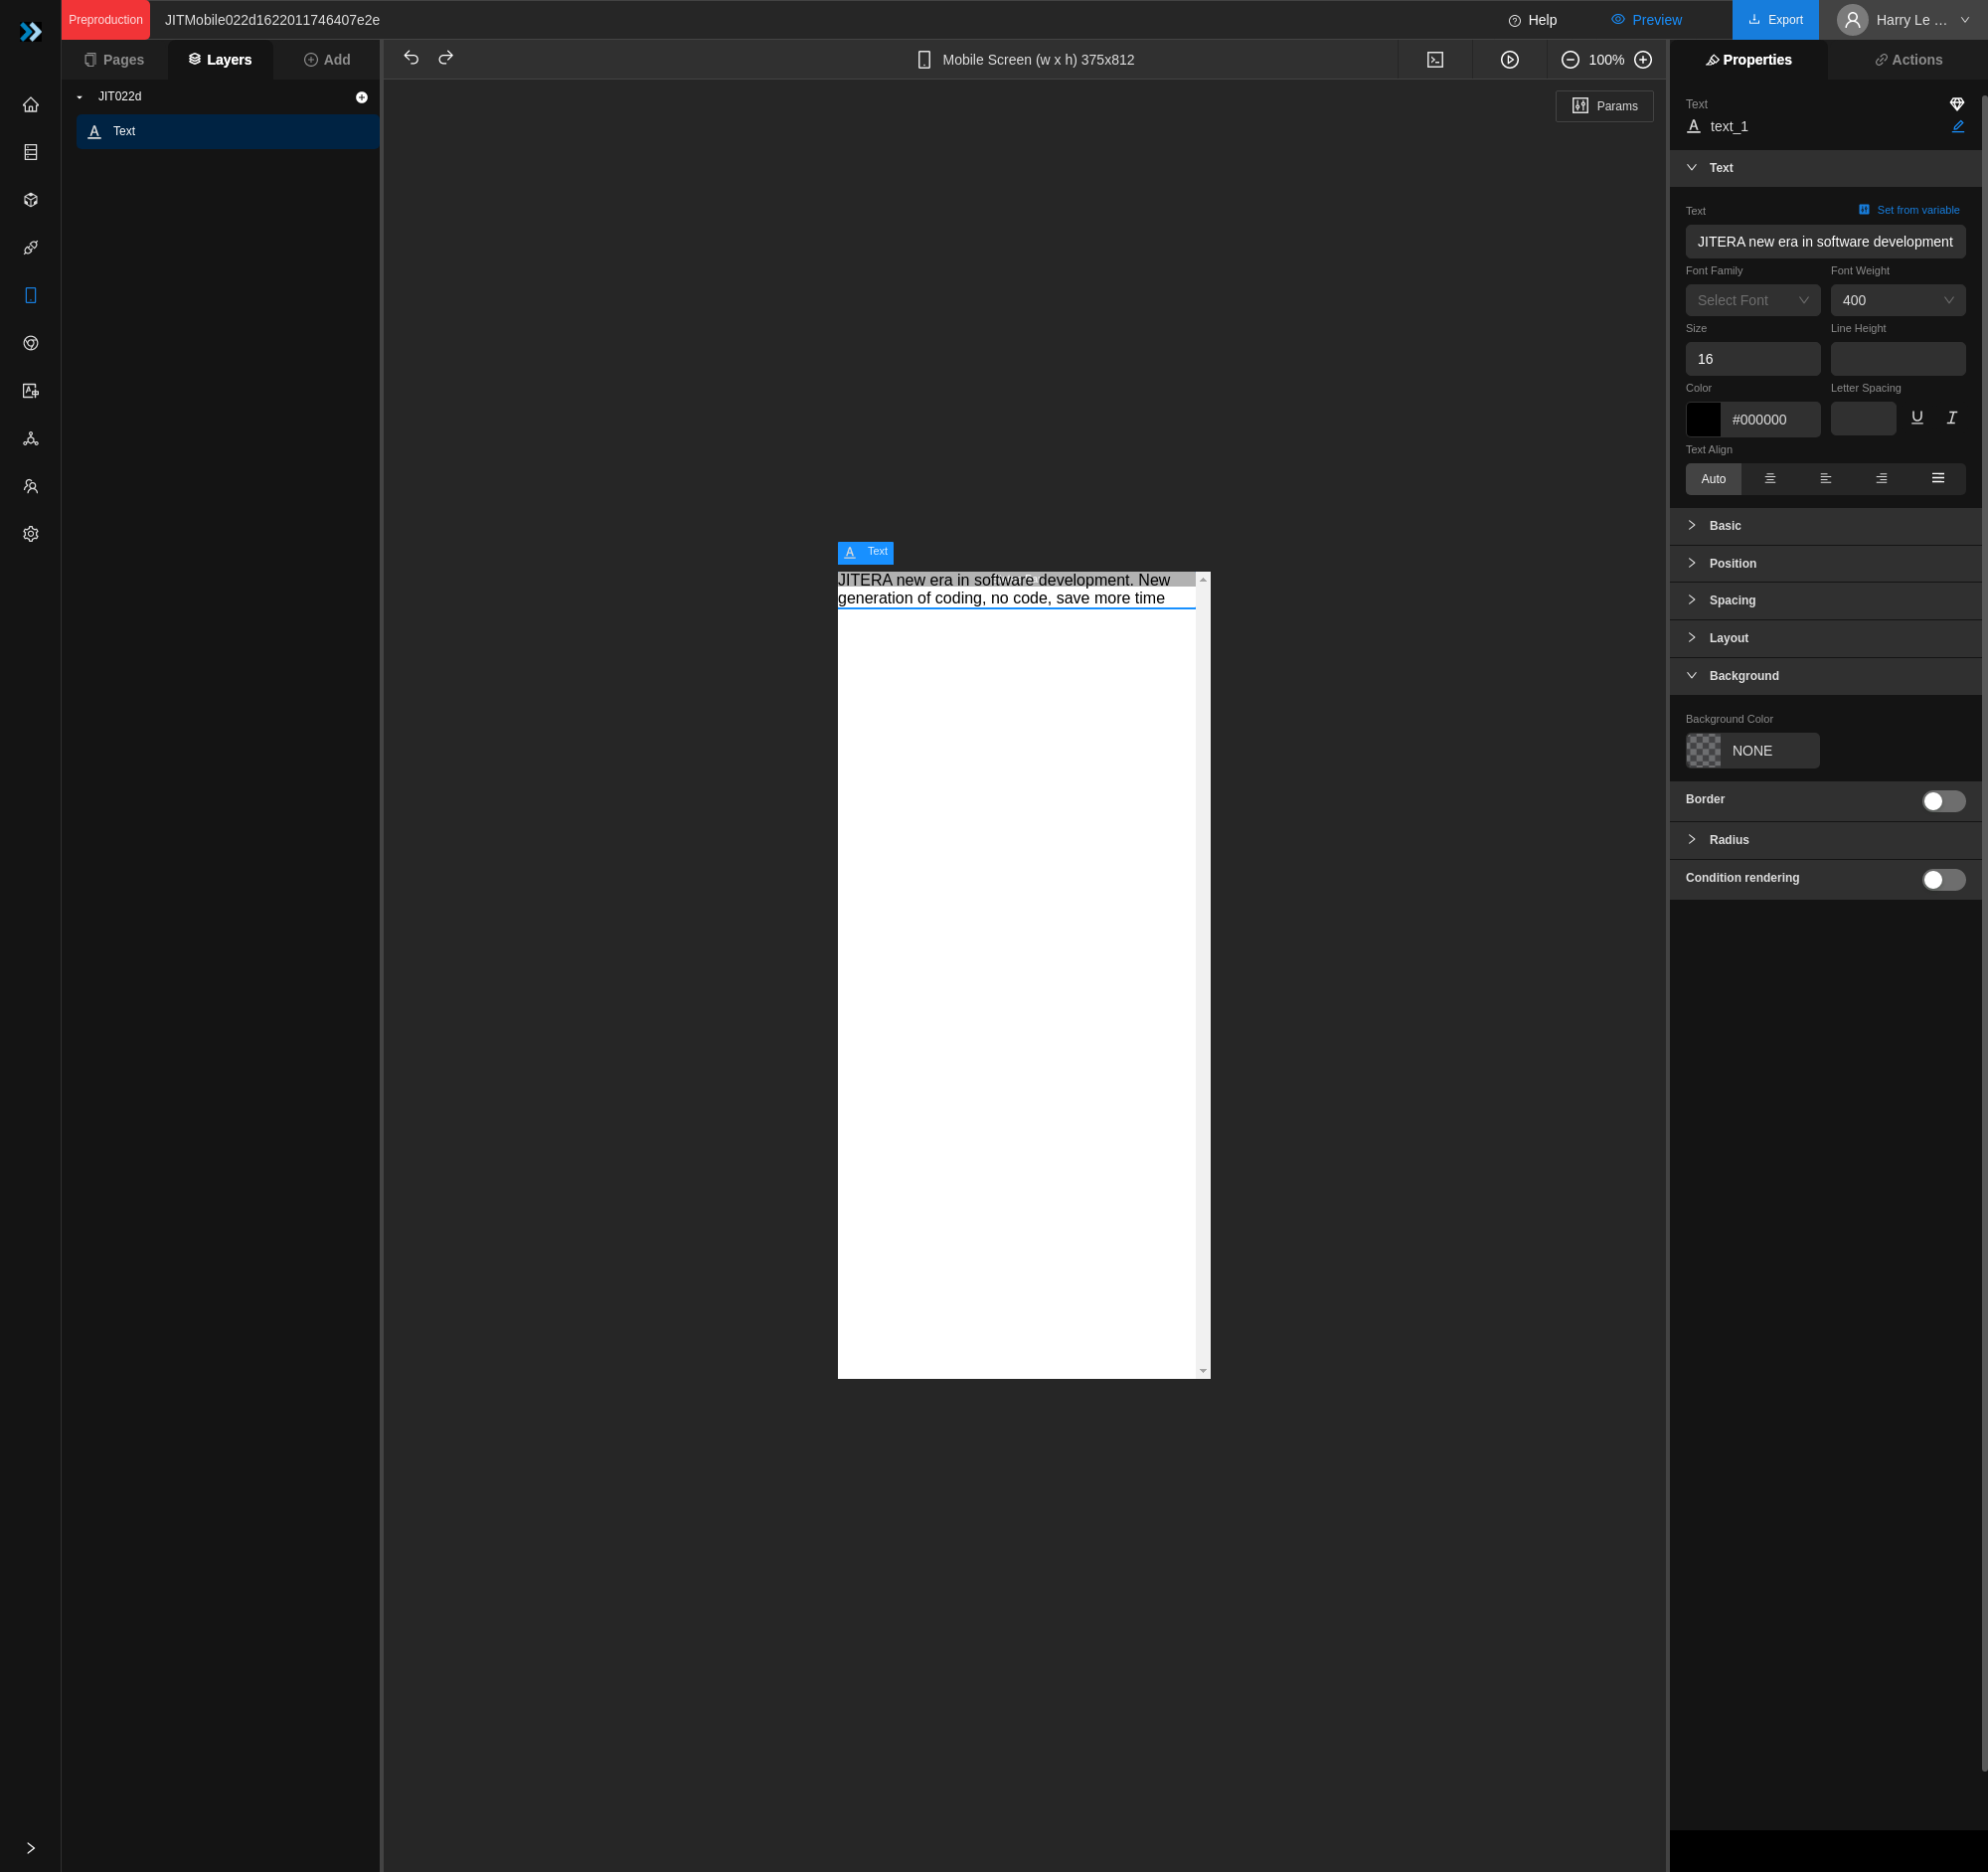 Preproduction
JITMobile022d1622011746407e2e
Help
Preview
Export
Harry Le ...
Pages
Layers
Add
Mobile Screen (w x h) 375x812
100%
Properties
Actions
JIT022d
Text
Params
Text
text_1
Text
Text
Set from variable
JITERA new era in software development
Font Family
Font Weight
Select Font
400
Size
Line Height
16
Color
Letter Spacing
#000000
Text Align
Auto
Basic
Position
Spacing
Layout
Background
Background Color
NONE
Border
Radius
Condition rendering
Text
JITERA new era in software development. New
generation of coding, no code, save more time